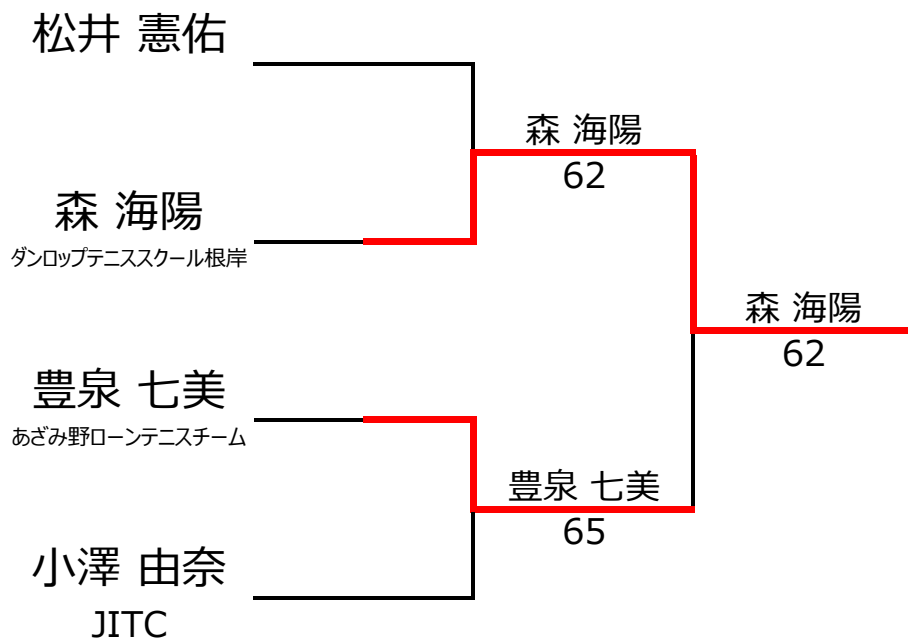 松井 憲佑
森 海陽
62
森 海陽
ダンロップテニススクール根岸
森 海陽
62
豊泉 七美
あざみ野ローンテニスチーム
豊泉 七美
65
小澤 由奈
JITC